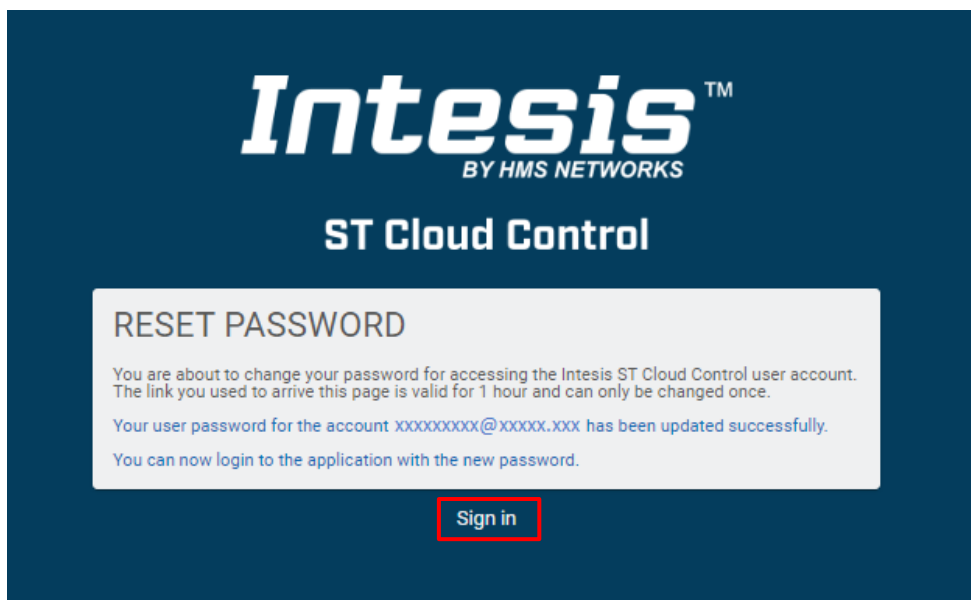 Intesis™
BY HMS NETWORKS
ST Cloud Control
RESET PASSWORD
You are about to change your password for accessing the Intesis ST Cloud Control user account.
The link you used to arrive this page is valid for 1 hour and can only be changed once.
Your user password for the account xxxxxxxxx@xxxxx.xxx has been updated successfully.
You can now login to the application with the new password.
Sign in